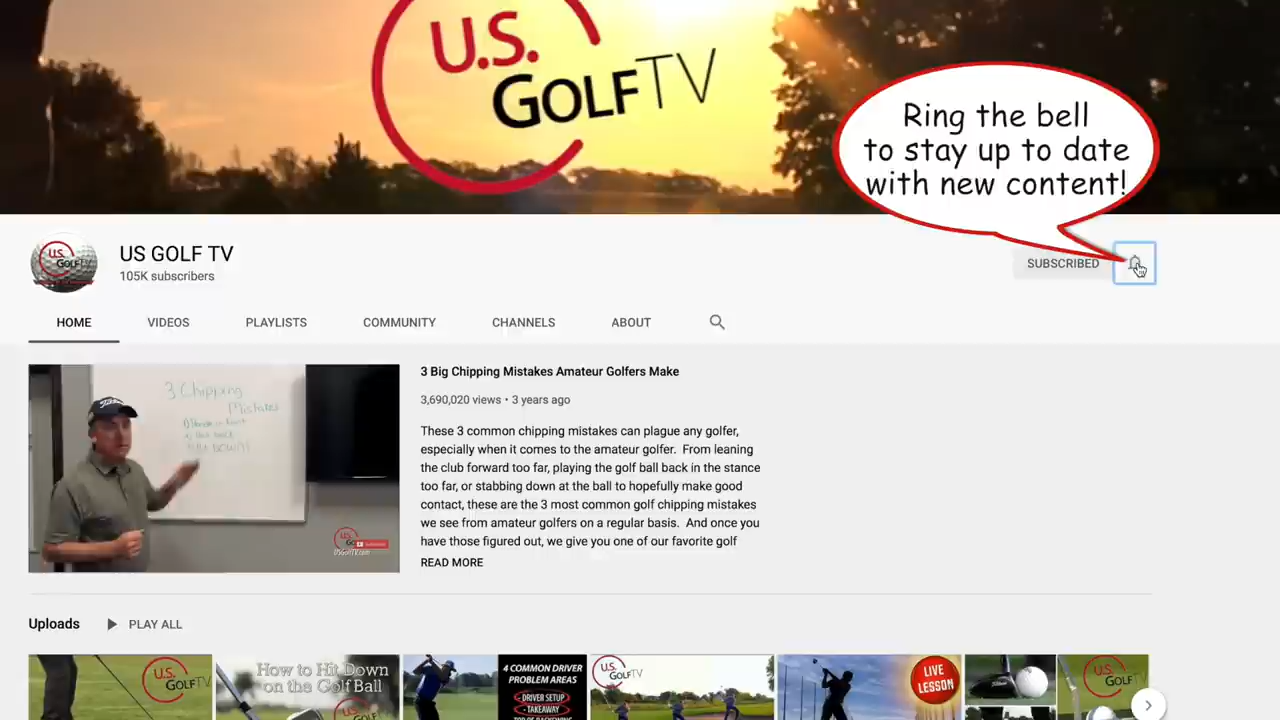 U.S.
GOLFTV
Ring the bell
to stay up to date
with new content!
U.S.
GOLFTV
US GOLF TV
105K subscribers
SUBSCRIBED
HOME
VIDEOS
PLAYLISTS
COMMUNITY
CHANNELS
ABOUT
3 Chipping
Mistakes
3 Big Chipping Mistakes Amateur Golfers Make
3,690,020 views • 3 years ago
These 3 common chipping mistakes can plague any golfer,
especially when it comes to the amateur golfer. From leaning
the club forward too far, playing the golf ball back in the stance
too far, or stabbing down at the ball to hopefully make good
contact, these are the 3 most common golf chipping mistakes
we see from amateur golfers on a regular basis. And once you
have those figured out, we give you one of our favorite golf
READ MORE
USGolfTV.com
Uploads
PLAY ALL
U.S.
GOLFTV
How to Hit Down
on the Golf Ball
U.S.
4 COMMON DRIVER
PROBLEM AREAS
DRIVER SETUP
TAKEAWAY
U.S.
GOLFTV
LIVE
LESSON
U.S.
GOLFTV